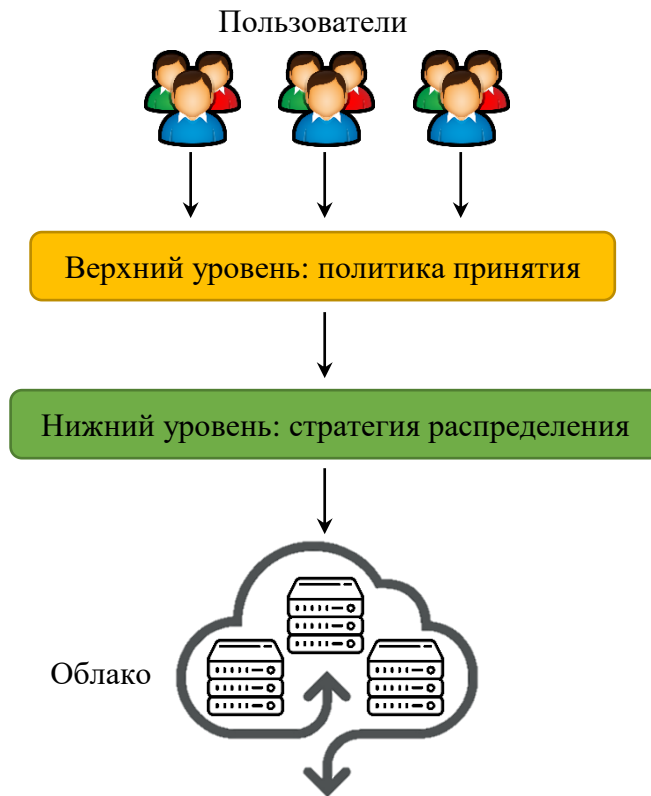 Пользователи
Верхний уровень: политика принятия
Нижний уровень: стратегия распределения
Облако